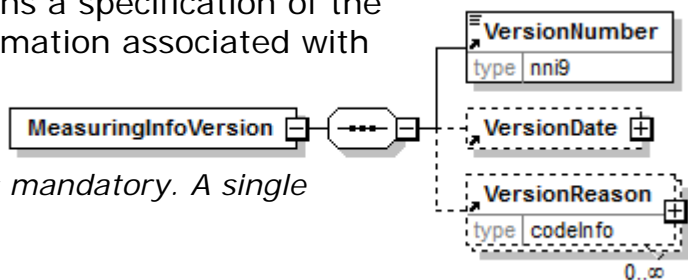 ns a specification of the
mation associated with
MeasuringInfoVersion
VersionNumber
type nni9
VersionDate
mandatory. A single
VersionReason
type codeInfo
0..∞